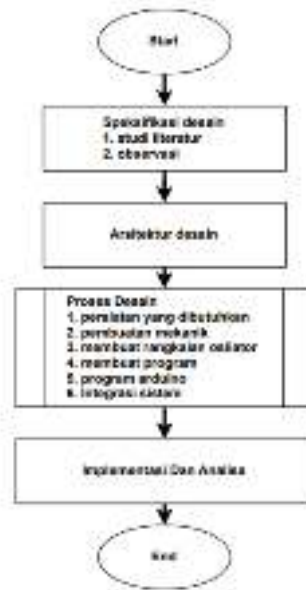 Start
Spesifikasi desain
1. studi literatur
2. observasi
Arsitektur desain
Proses Desain
1. peralatan yang dibutuhkan
2. pembuatan mekanik
3. membuat rangkaian osilator
4. membuat program
5. program arduino
6. integrasi sistem
Implementasi Dan Analisa
End